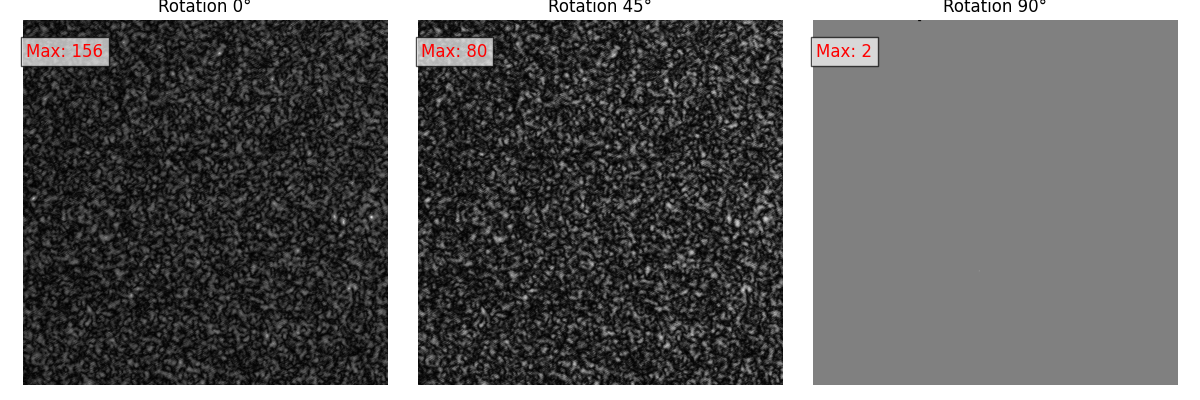 Rotation 0°
Rotation 45°
Rotation 90°
Max: 156
Max: 80
Max: 2